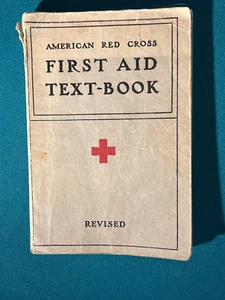 AMERICAN RED CROSS
FIRST AID
TEXT-BOOK
REVISED